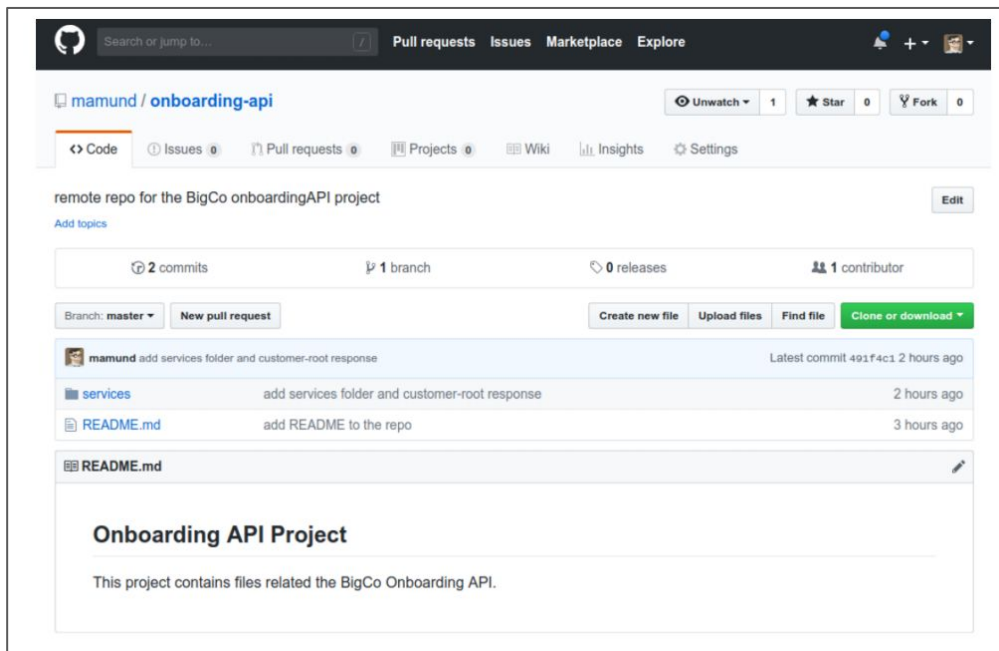 Search or jump to... / Pull requests Issues Marketplace Explore
mamund / onboarding-api Unwatch 1 Star 0 Fork 0
<> Code Issues 0 Pull requests 0 Projects 0 Wiki Insights Settings
remote repo for the BigCo onboardingAPI project Edit
Add topics
2 commits 1 branch 0 releases 1 contributor
Branch: master New pull request Create new file Upload files Find file Clone or download
mamund add services folder and customer-root response Latest commit 491f4c1 2 hours ago
services add services folder and customer-root response 2 hours ago
README.md add README to the repo 3 hours ago
README.md
Onboarding API Project
This project contains files related the BigCo Onboarding API.